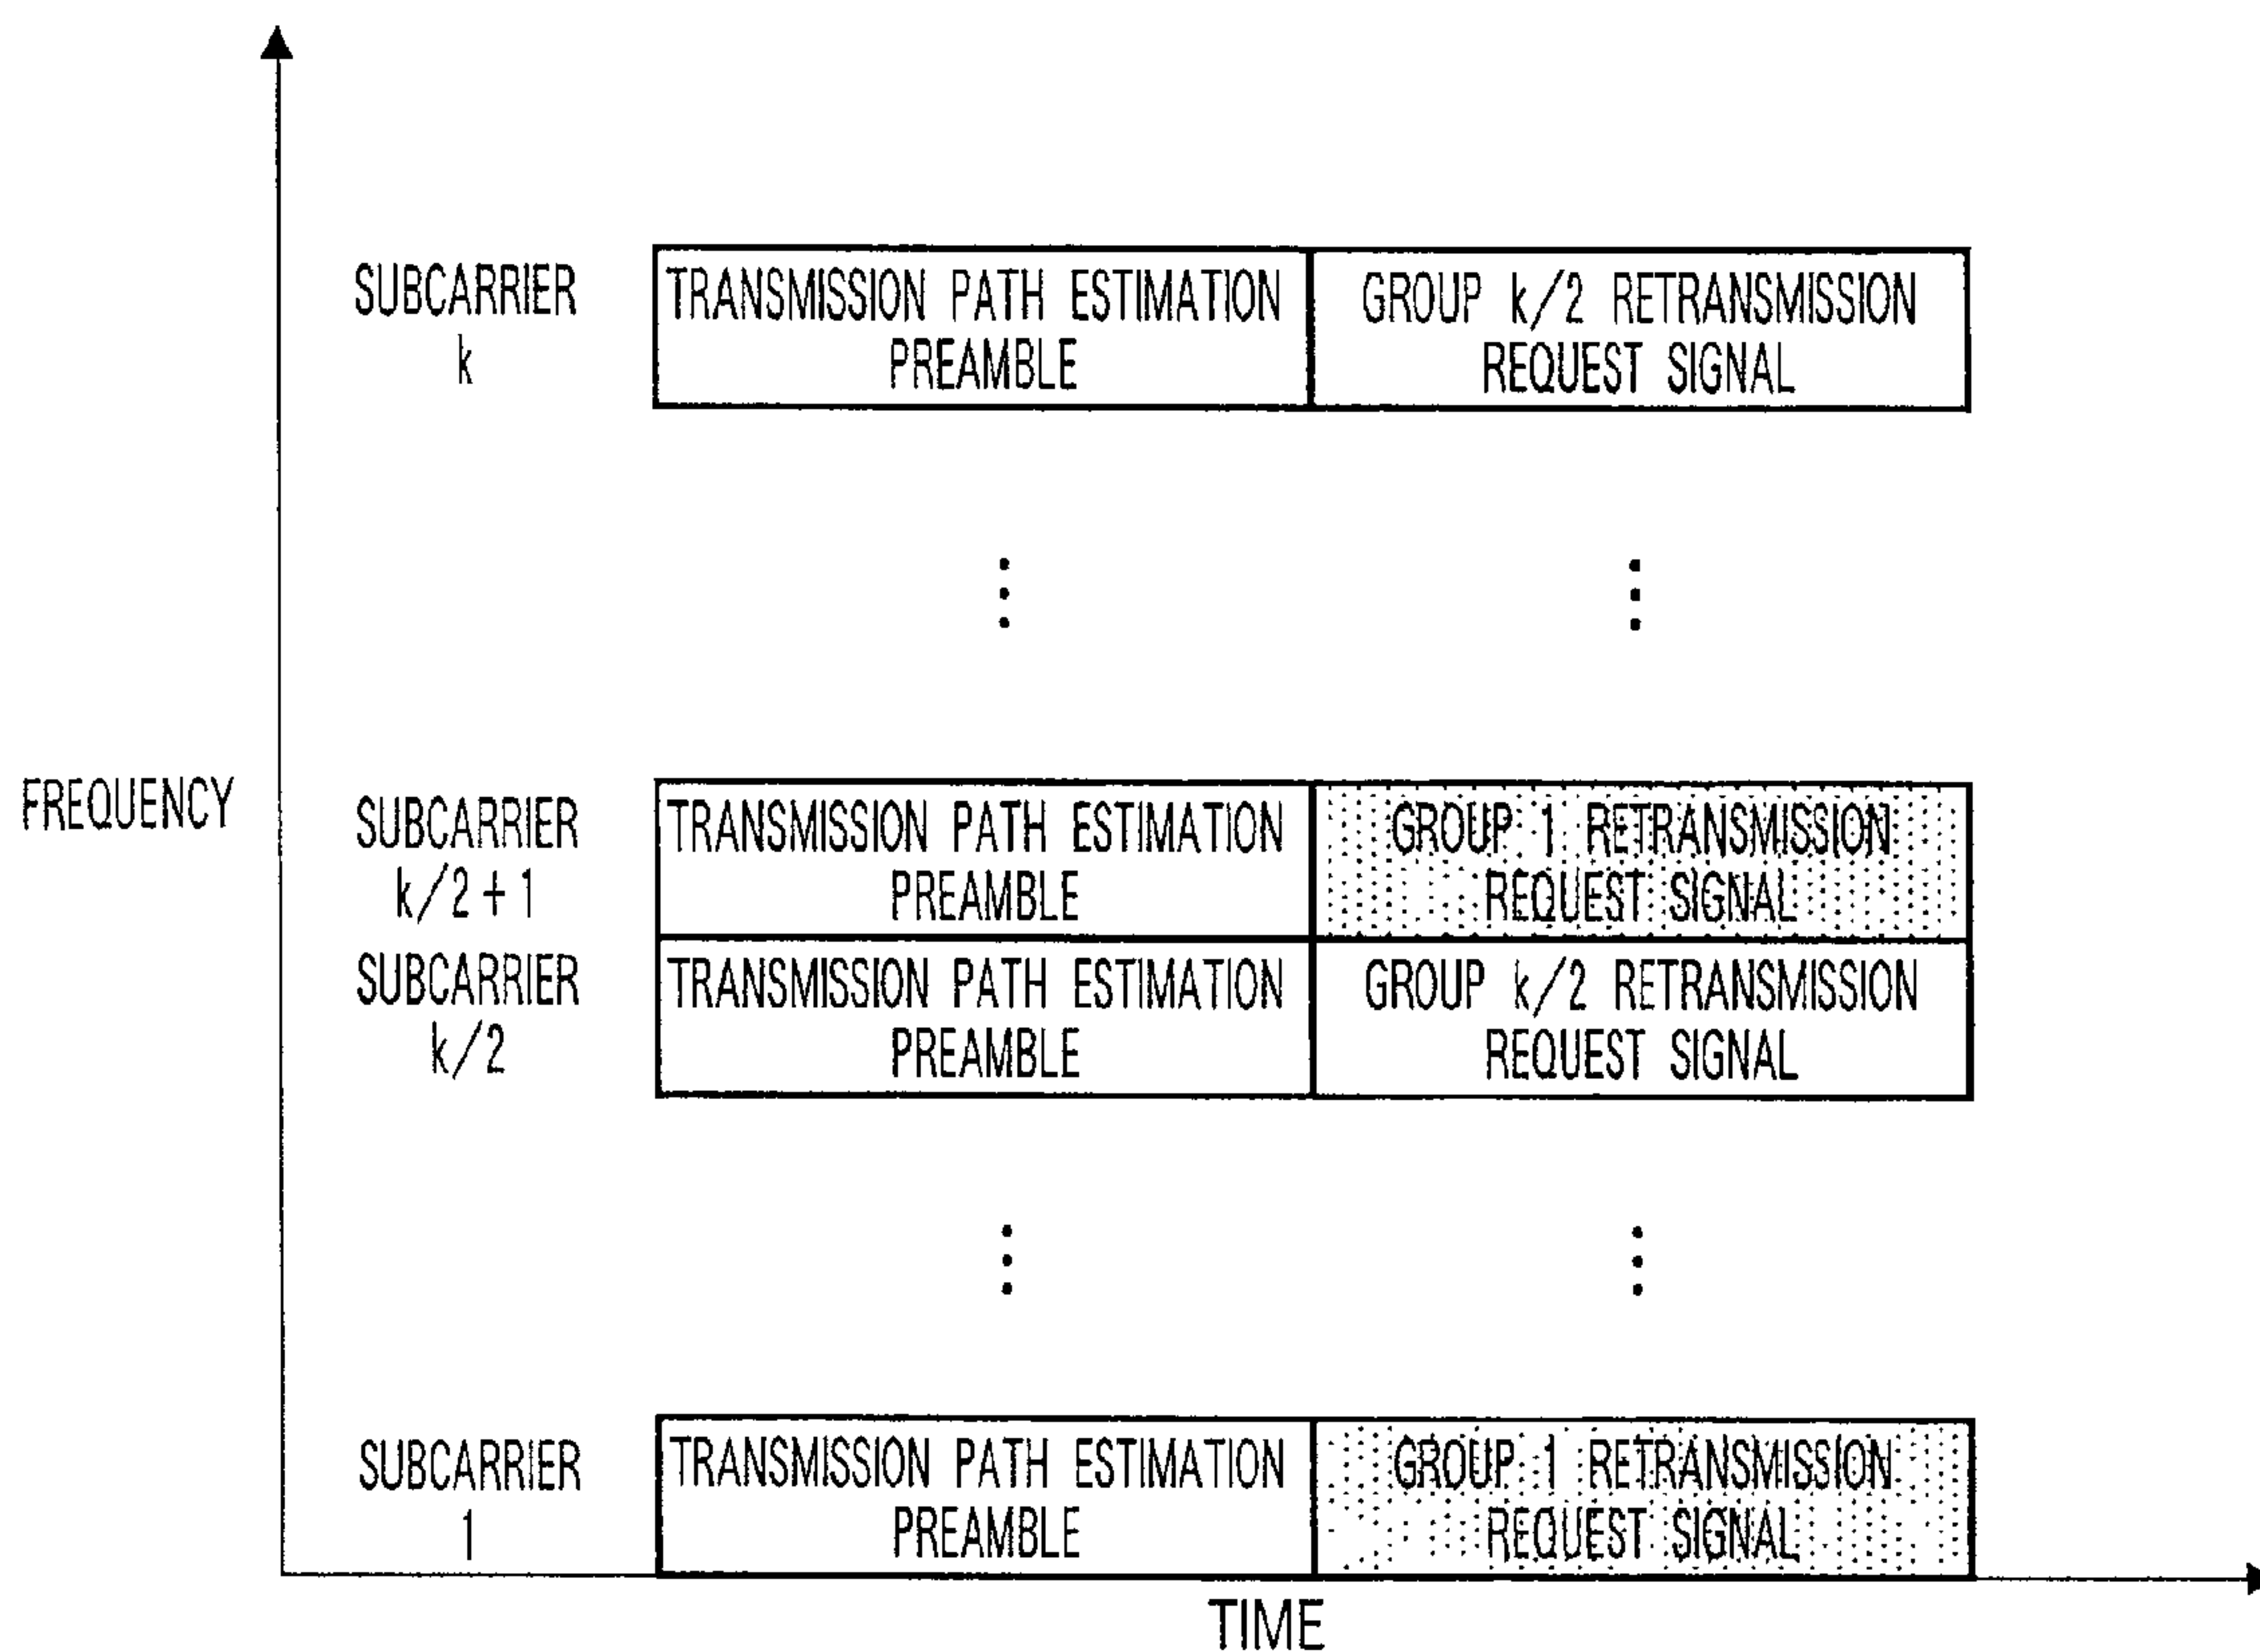 SUBCARRIER
k
TRANSMISSION PATH ESTIMATION
PREAMBLE
GROUP k/2 RETRANSMISSION
REQUEST SIGNAL
FREQUENCY
SUBCARRIER
k/2+1
TRANSMISSION PATH ESTIMATION
PREAMBLE
GROUP 1 RETRANSMISSION
REQUEST SIGNAL
SUBCARRIER
k/2
TRANSMISSION PATH ESTIMATION
PREAMBLE
GROUP k/2 RETRANSMISSION
REQUEST SIGNAL
SUBCARRIER
1
TRANSMISSION PATH ESTIMATION
PREAMBLE
GROUP 1 RETRANSMISSION
REQUEST SIGNAL
TIME